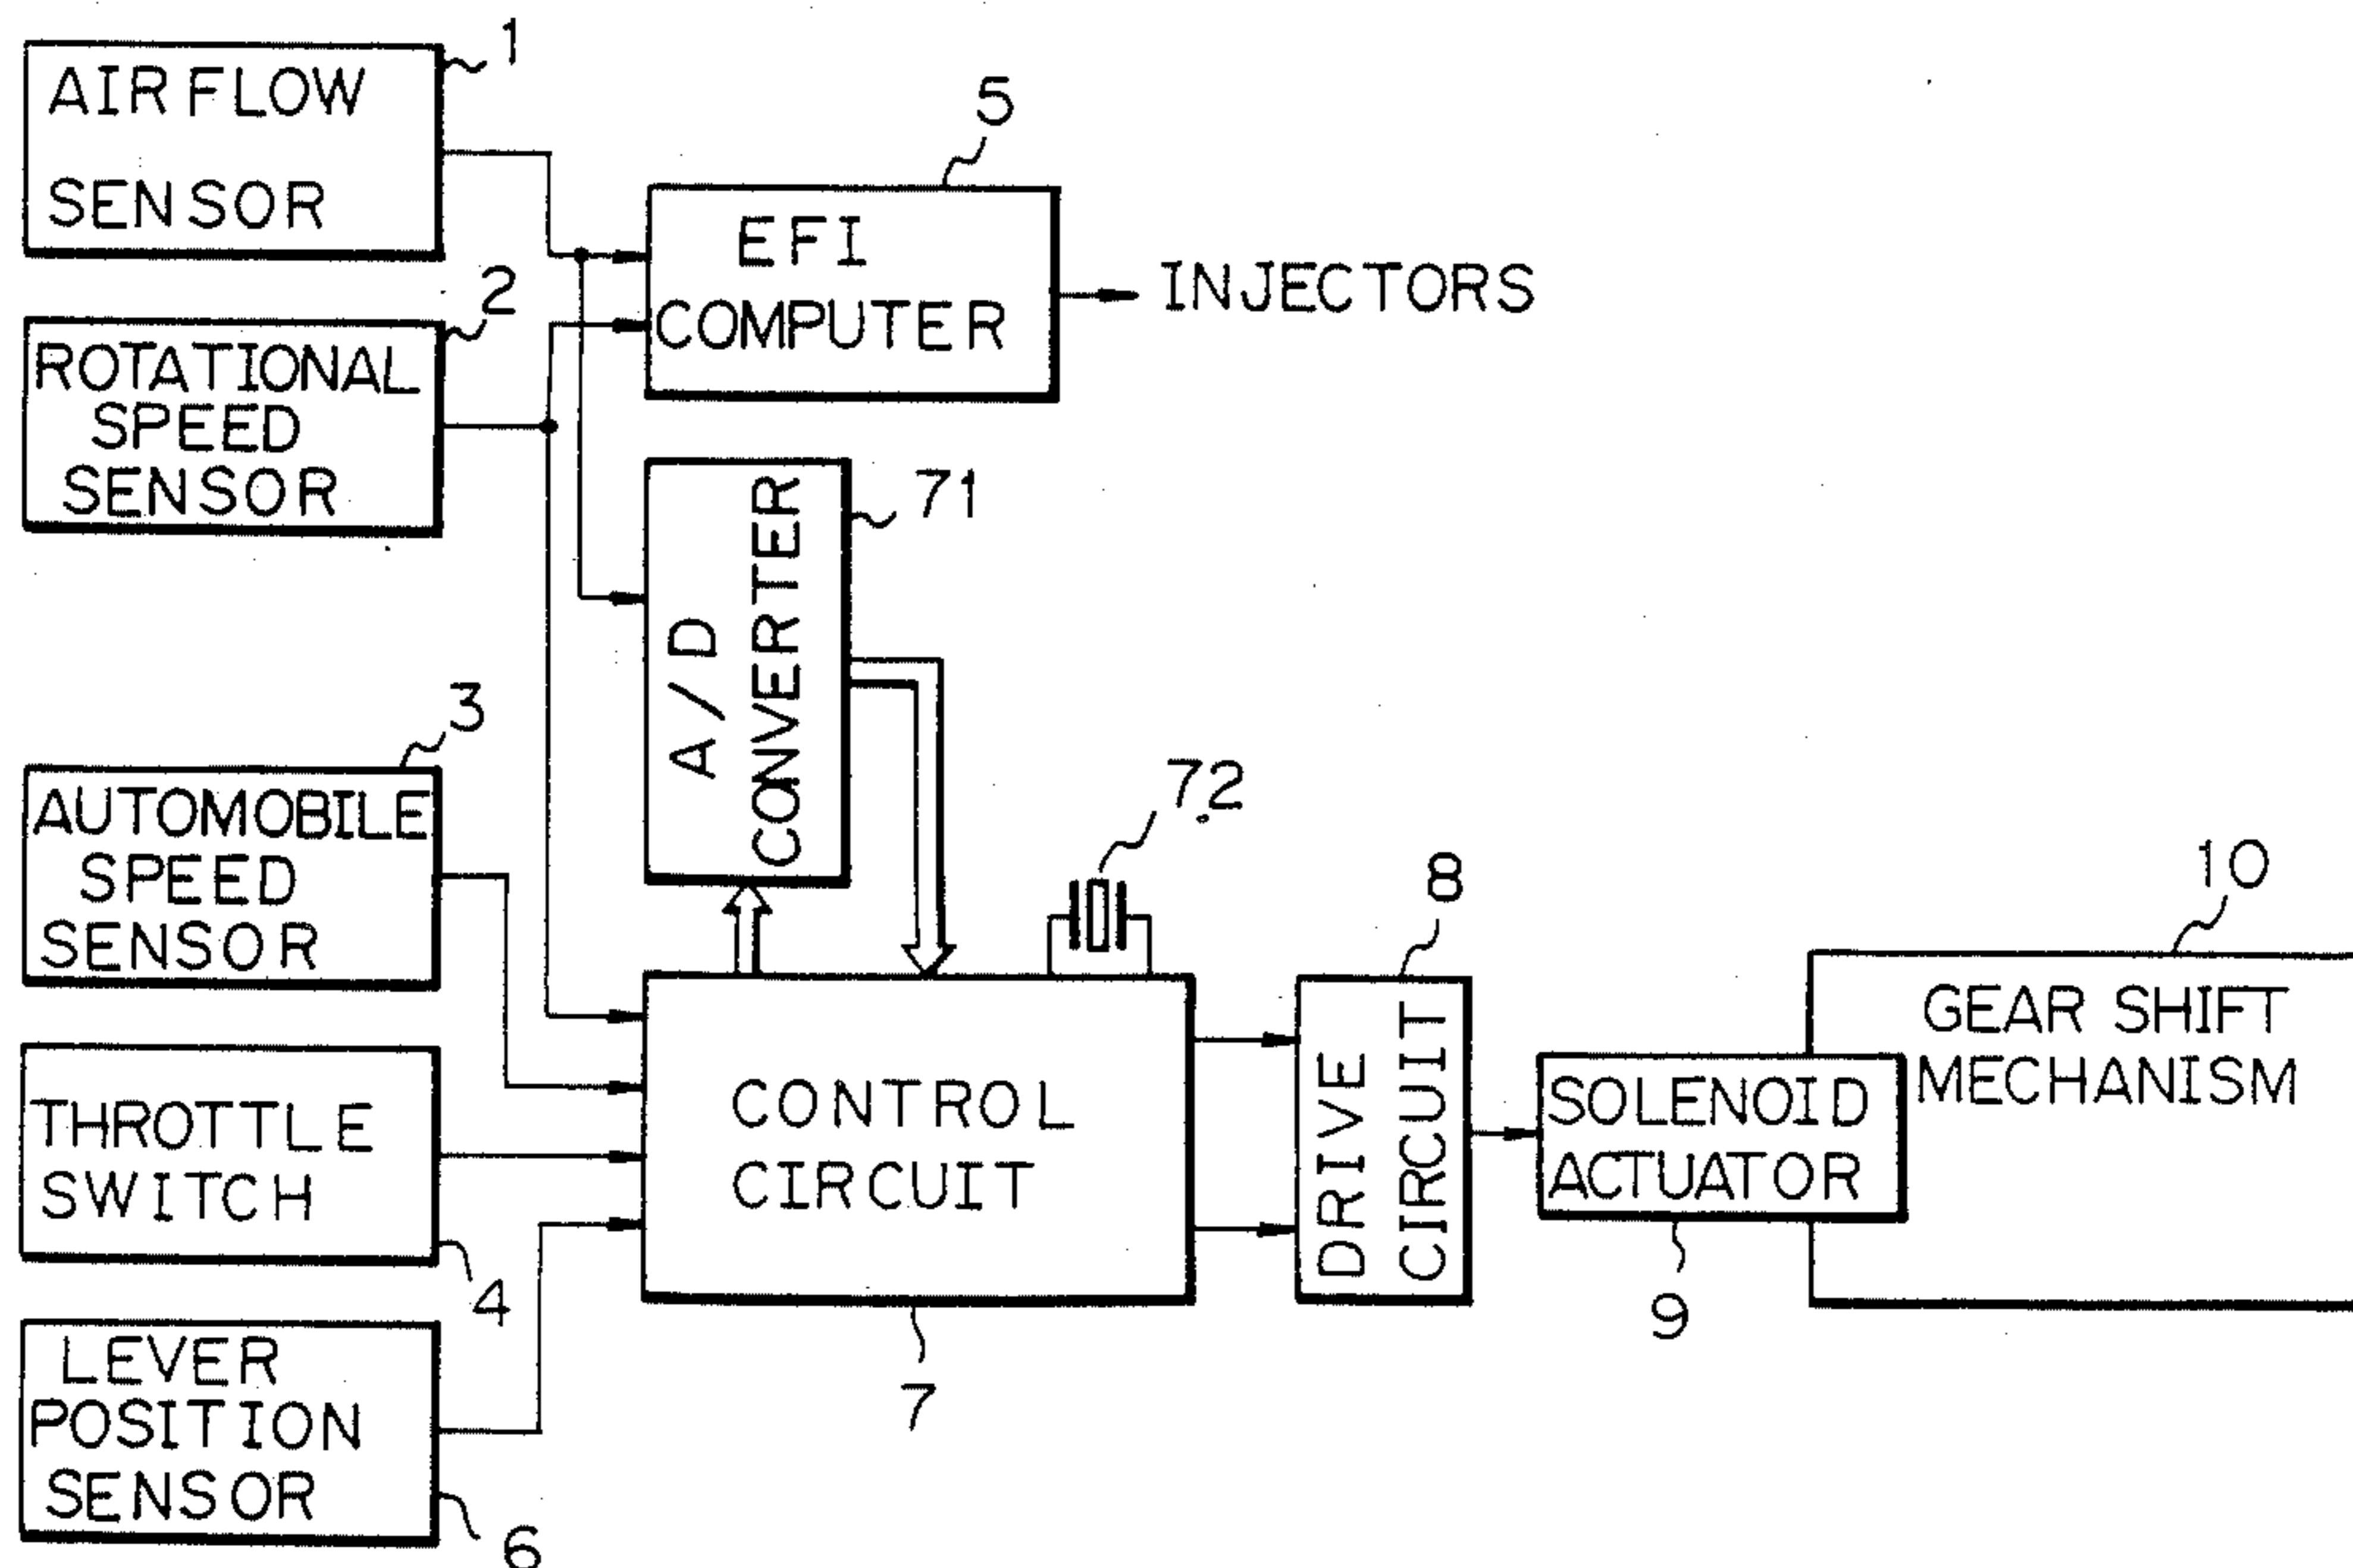 1
AIR FLOW
SENSOR
5
EFI
COMPUTER
INJECTORS
2
ROTATIONAL
SPEED
SENSOR
71
A/D
CONVERTER
3
AUTOMOBILE
SPEED
SENSOR
72
8
10
THROTTLE
SWITCH
4
CONTROL
CIRCUIT
7
DRIVE
CIRCUIT
SOLENOID
ACTUATOR
9
GEAR SHIFT
MECHANISM
LEVER
POSITION
SENSOR
6